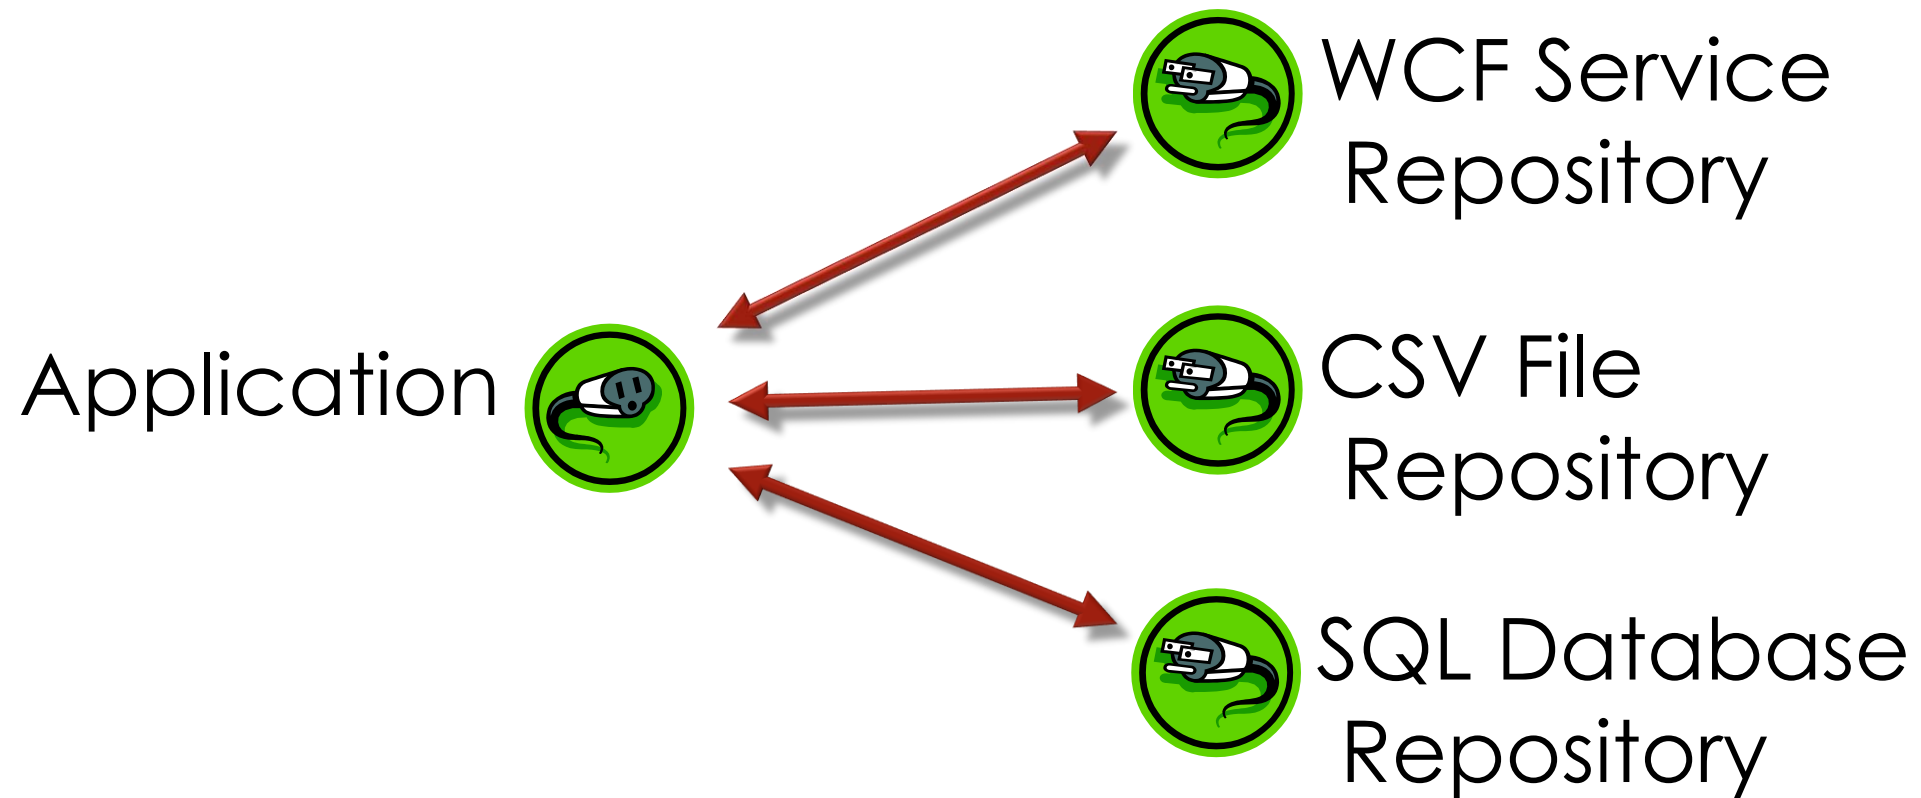 Application
WCF Service
Repository
CSV File
Repository
SQL Database
Repository